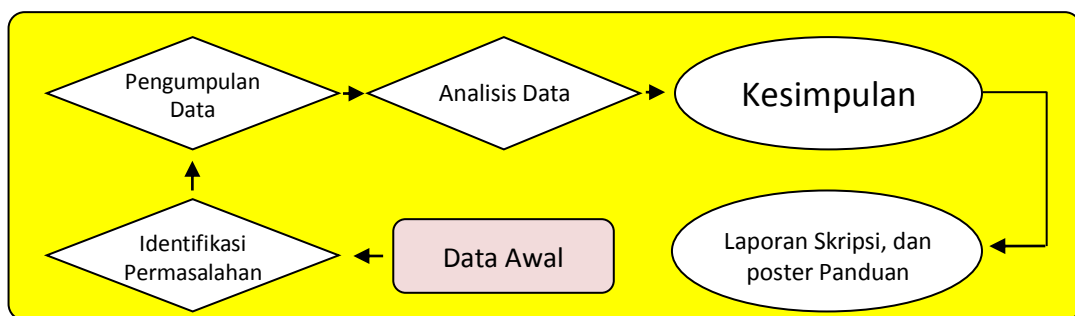 Pengumpulan
Data
Analisis Data
Kesimpulan
Identifikasi
Permasalahan
Data Awal
Laporan Skripsi, dan
poster Panduan